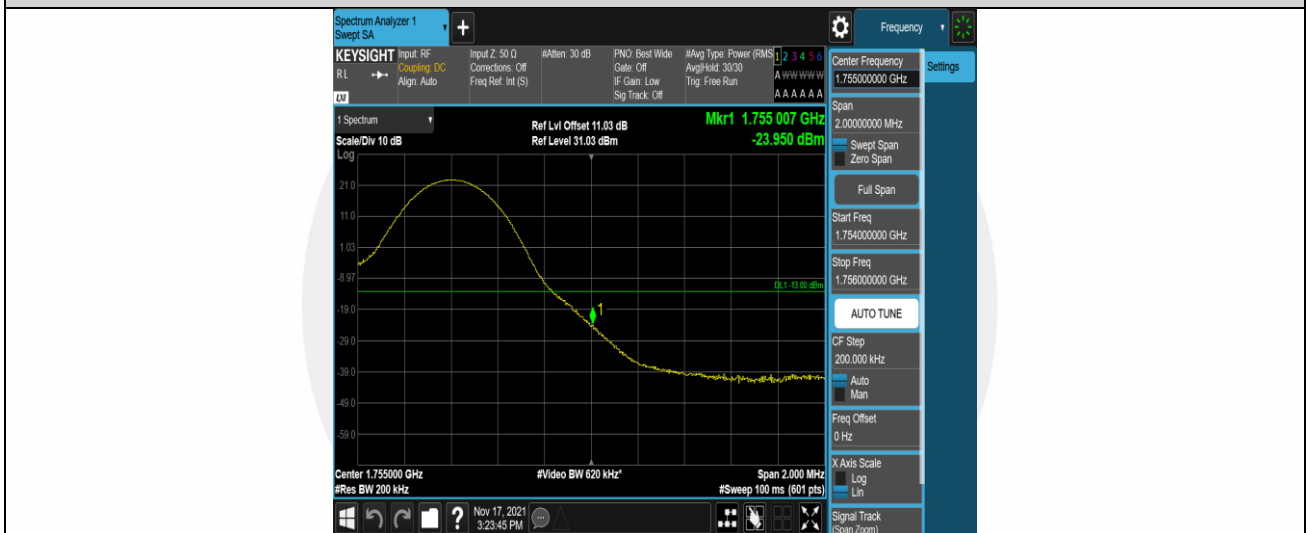 Spectrum Analyzer 1
Swept SA
+
Frequency
KEYSIGHT
RL
Input: RF
Coupling: DC
Align: Auto
Input Z: 50 Ω
Corrections: Off
Freq Ref: Int (S)
#Atten: 30 dB
PNO: Best Wide
Gate: Off
IF Gain: Low
Sig Track: Off
#Avg Type: Power (RMS
Avg|Hold: 30/30
Trig: Free Run
1 2 3 4 5 6
A W W W W W
A A A A A A
LXI
1 Spectrum
Scale/Div 10 dB
Log
Ref Lvl Offset 11.03 dB
Ref Level 31.03 dBm
Mkr1 1.755 007 GHz
-23.950 dBm
21.0
11.0
1.03
-8.97
DL1 -13.00 dBm
-19.0
1
-29.0
-39.0
-49.0
-59.0
Center 1.755000 GHz
#Res BW 200 kHz
#Video BW 620 kHz*
Span 2.000 MHz
#Sweep 100 ms (601 pts)
?
Nov 17, 2021
3:23:45 PM
Center Frequency
1.755000000 GHz
Settings
Span
2.00000000 MHz
Swept Span
Zero Span
Full Span
Start Freq
1.754000000 GHz
Stop Freq
1.756000000 GHz
AUTO TUNE
CF Step
200.000 kHz
Auto
Man
Freq Offset
0 Hz
X Axis Scale
Log
Lin
Signal Track
(Span Zoom)